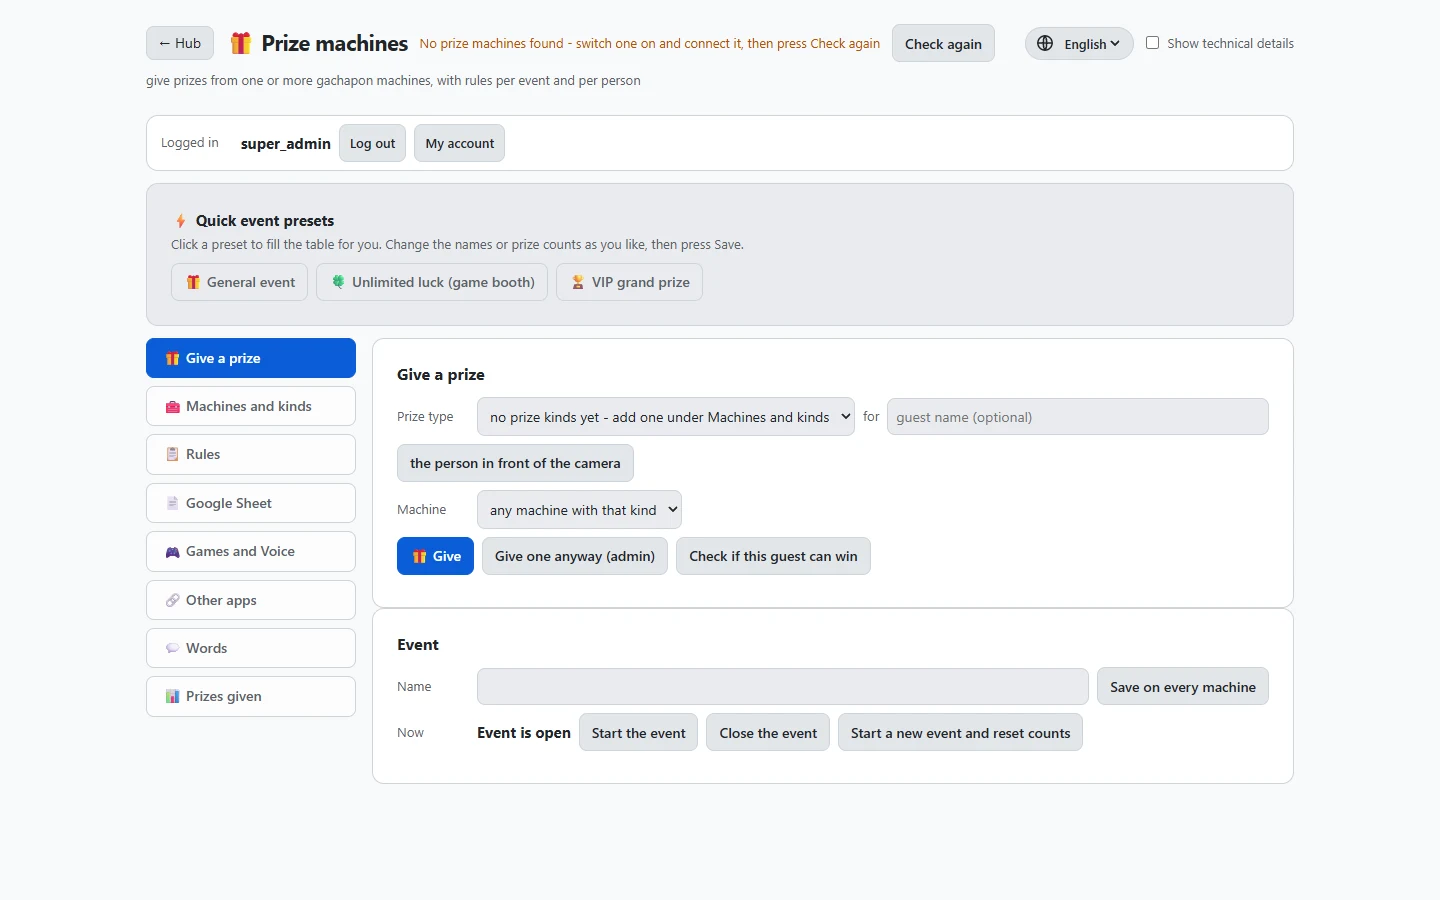 ← Hub
Prize machines
No prize machines found - switch one on and connect it, then press Check again
Check again
English
Show technical details
give prizes from one or more gachapon machines, with rules per event and per person
Logged in
super_admin
Log out
My account
Quick event presets
Click a preset to fill the table for you. Change the names or prize counts as you like, then press Save.
General event
Unlimited luck (game booth)
VIP grand prize
Give a prize
Machines and kinds
Rules
Google Sheet
Games and Voice
Other apps
Words
Prizes given
Give a prize
Prize type
no prize kinds yet - add one under Machines and kinds
for
guest name (optional)
the person in front of the camera
Machine
any machine with that kind
Give
Give one anyway (admin)
Check if this guest can win
Event
Name
Save on every machine
Now
Event is open
Start the event
Close the event
Start a new event and reset counts